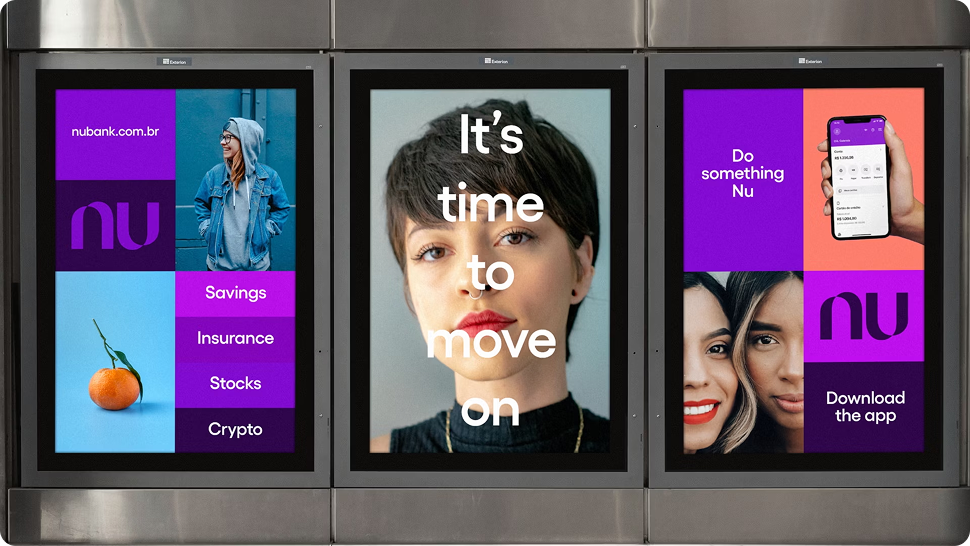 Exterion
nubank.com.br
nu
Savings
Insurance
Stocks
Crypto
Exterion
It's
time
to
move
on
Exterion
Do
something
Nu
nu
Download
the app